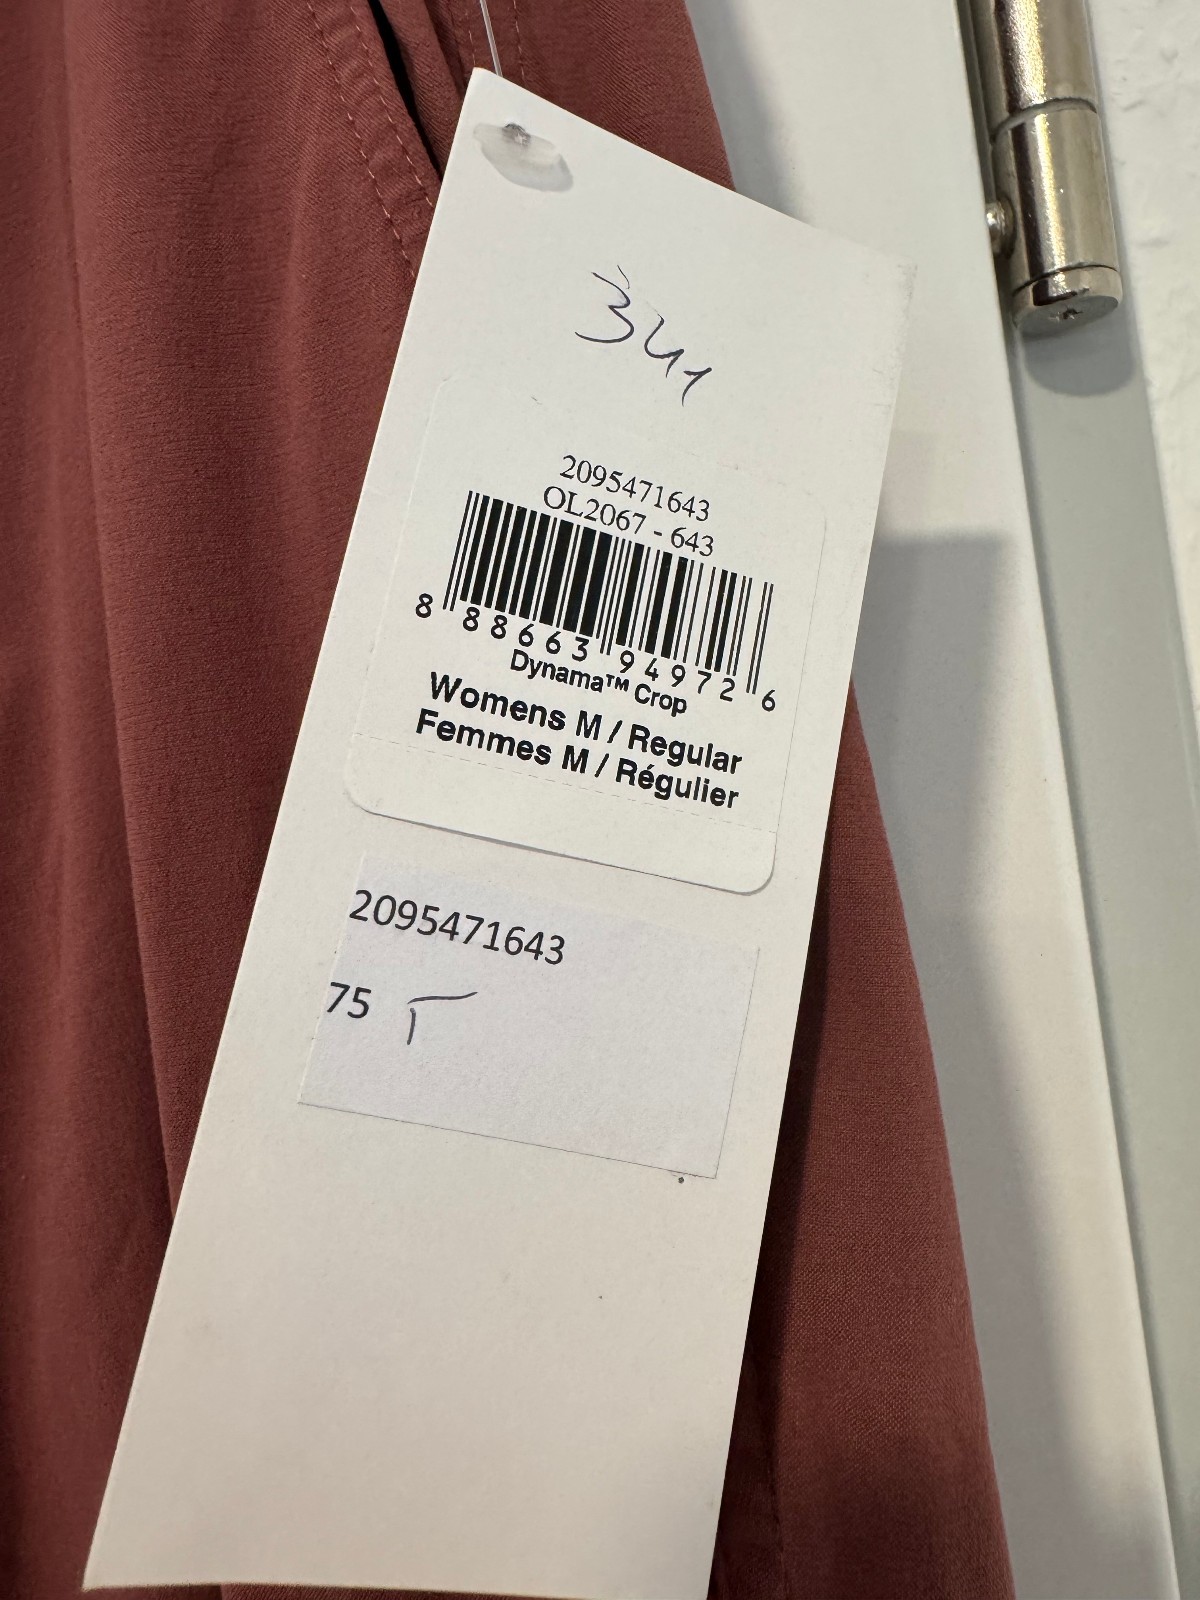 341
2095471643
OL2067 - 643
8 88663 94972 6
Dynama™ Crop
Womens M / Regular
Femmes M / Régulier
2095471643
75